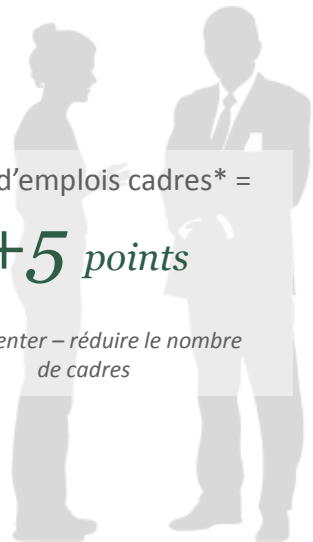 d’emplois cadres* =
+5 points
enter – réduire le nombre
de cadres